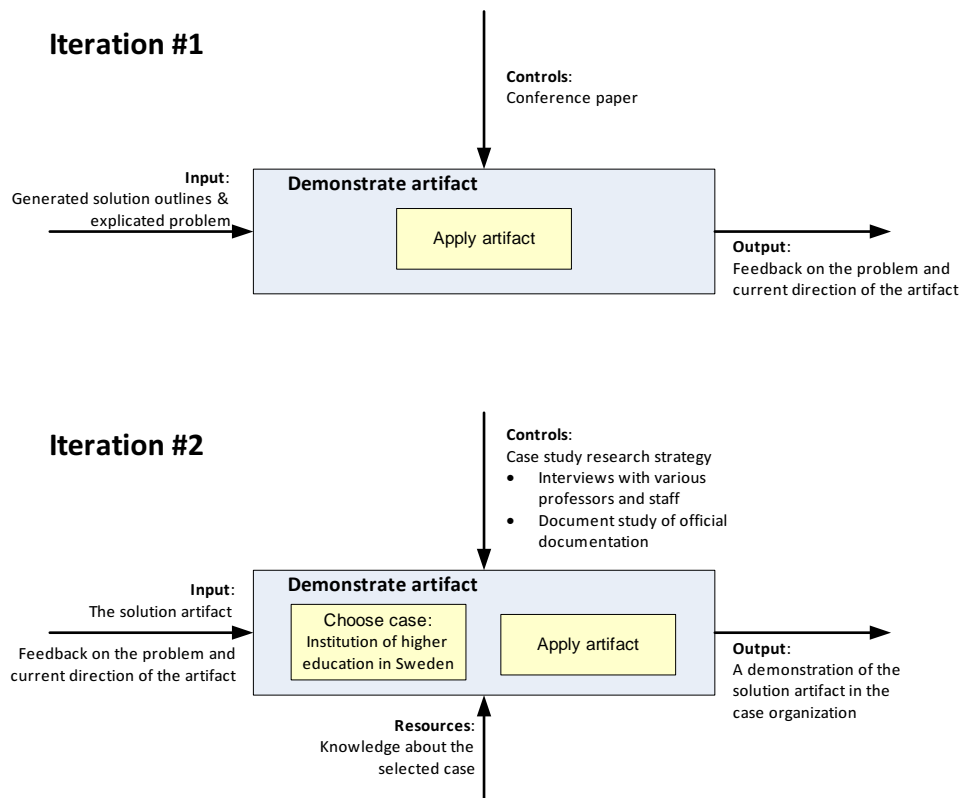 Iteration #1
Controls:
Conference paper
Input:
Generated solution outlines &
explicated problem
Demonstrate artifact
Apply artifact
Output:
Feedback on the problem and
current direction of the artifact
Iteration #2
Controls:
Case study research strategy
• Interviews with various
professors and staff
• Document study of official
documentation
Input:
The solution artifact
Feedback on the problem and
current direction of the artifact
Demonstrate artifact
Choose case:
Institution of higher
education in Sweden
Apply artifact
Output:
A demonstration of the
solution artifact in the
case organization
Resources:
Knowledge about the
selected case